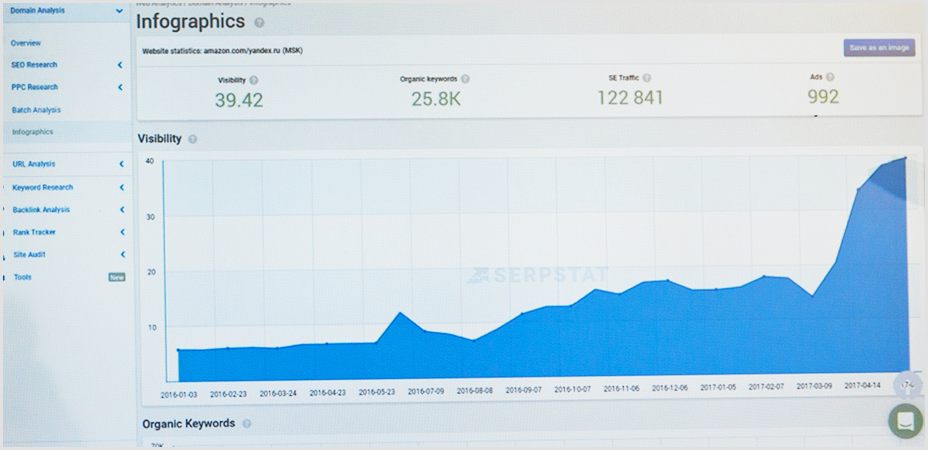 Web Analytics / Domain Analysis / Infographics
Domain Analysis
Infographics
Overview
Website statistics: amazon.com/yandex.ru (MSK)
Save as an image
SEO Research
PPC Research
Batch Analysis
Infographics
URL Analysis
Keyword Research
Backlink Analysis
Rank Tracker
Site Audit
Tools
New
Visibility ?
39.42
Organic keywords ?
25.8K
SE Traffic ?
122 841
Ads ?
992
Visibility ?
40
30
20
10
SERPSTAT
2016-01-03 2016-02-23 2016-03-24 2016-04-23 2016-05-23 2016-07-09 2016-08-08 2016-09-07 2016-10-07 2016-11-06 2016-12-06 2017-01-05 2017-02-07 2017-03-09 2017-04-14
Organic Keywords ?
70K